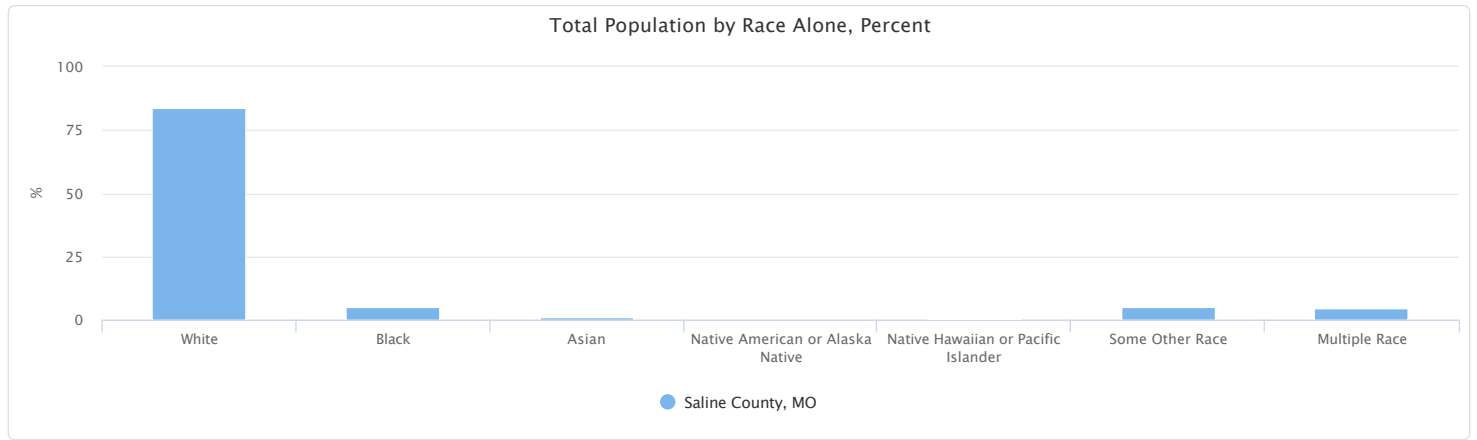 Total Population by Race Alone, Percent
100
75
50
25
0
%
White
Black
Asian
Native American or Alaska
Native
Native Hawaiian or Pacific
Islander
Some Other Race
Multiple Race
Saline County, MO